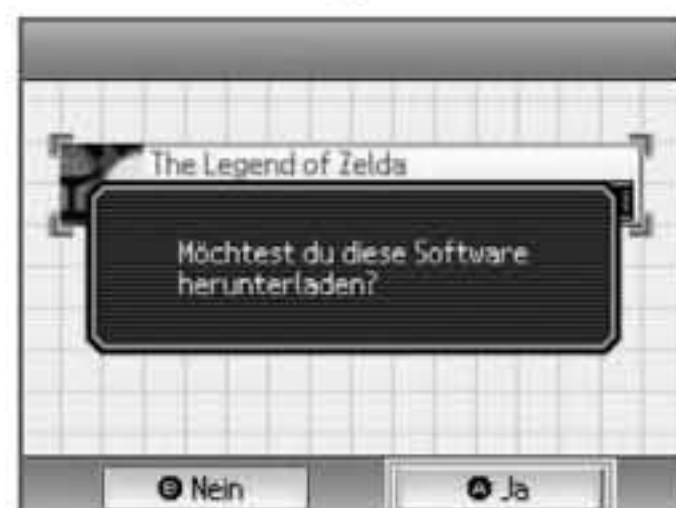 The Legend of Zelda
Möchtest du diese Software
herunterladen?
B Nein
A Ja